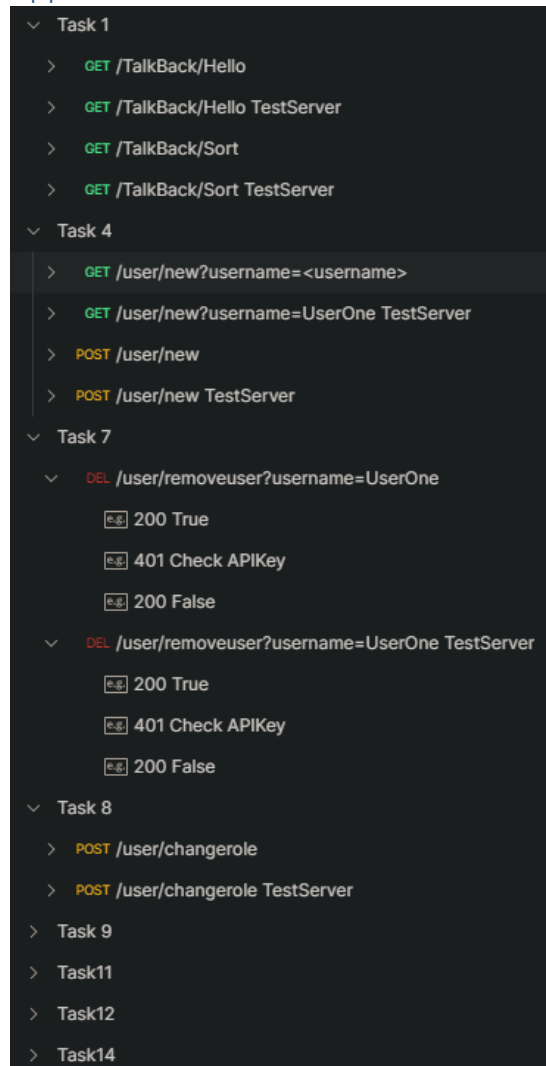 Task 1
GET /TalkBack/Hello
GET /TalkBack/Hello TestServer
GET /TalkBack/Sort
GET /TalkBack/Sort TestServer
Task 4
GET /user/new?username=<username>
GET /user/new?username=UserOne TestServer
POST /user/new
POST /user/new TestServer
Task 7
DEL /user/removeuser?username=UserOne
e.g. 200 True
e.g. 401 Check APIKey
e.g. 200 False
DEL /user/removeuser?username=UserOne TestServer
e.g. 200 True
e.g. 401 Check APIKey
e.g. 200 False
Task 8
POST /user/changerole
POST /user/changerole TestServer
Task 9
Task11
Task12
Task14